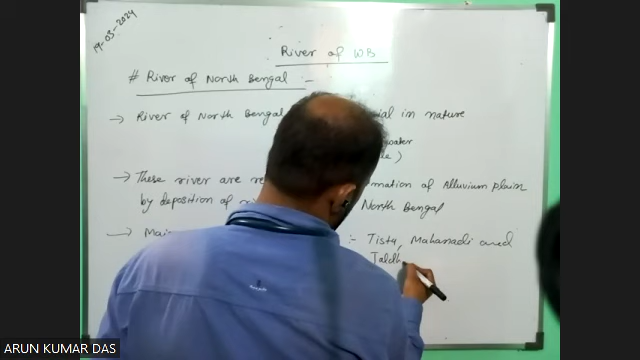 19-03-2024
River of WB
# River of North Bengal :-
→ River of North Bengal ial in nature
water
le )
→ These river are re mation of Alluvium plain
by deposition of North Bengal
→ Mai :- Tista, Mahanadi and
Jaldh
ARUN KUMAR DAS